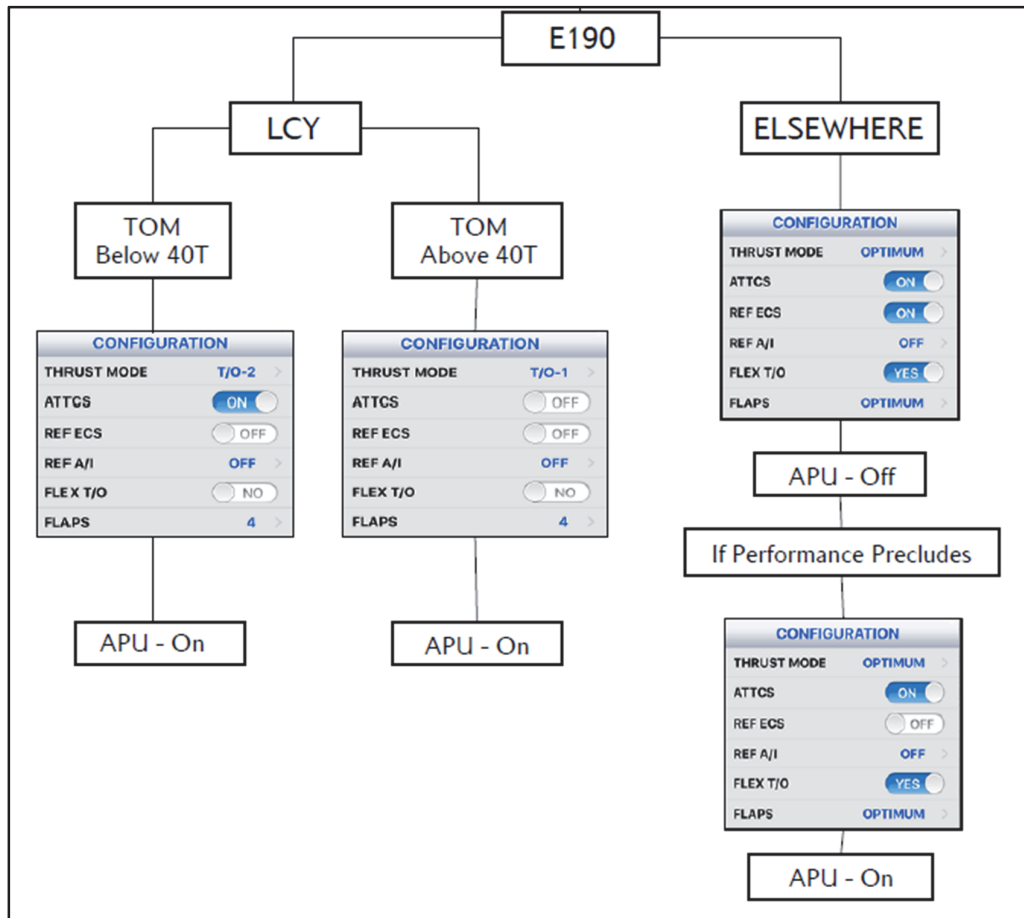 E190
LCY
ELSEWHERE
TOM
Below 40T
TOM
Above 40T
CONFIGURATION
THRUST MODE T/O-2
ATTCS ON
REF ECS OFF
REF A/I OFF
FLEX T/O NO
FLAPS 4
APU - On
CONFIGURATION
THRUST MODE T/O-1
ATTCS OFF
REF ECS OFF
REF A/I OFF
FLEX T/O NO
FLAPS 4
APU - On
CONFIGURATION
THRUST MODE OPTIMUM
ATTCS ON
REF ECS ON
REF A/I OFF
FLEX T/O YES
FLAPS OPTIMUM
APU - Off
If Performance Precludes
CONFIGURATION
THRUST MODE OPTIMUM
ATTCS ON
REF ECS OFF
REF A/I OFF
FLEX T/O YES
FLAPS OPTIMUM
APU - On